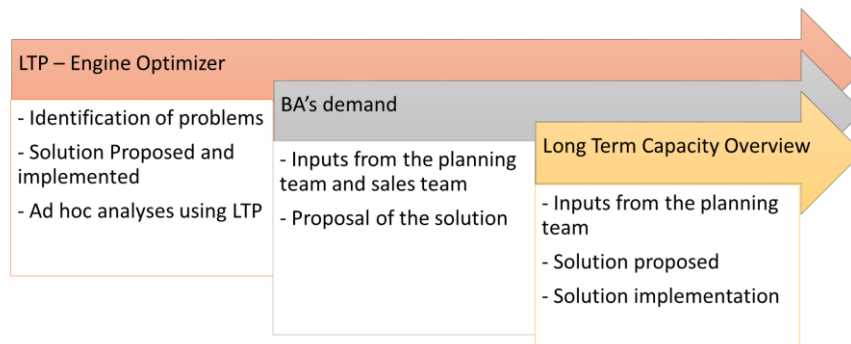 LTP – Engine Optimizer
- Identification of problems
- Solution Proposed and
implemented
- Ad hoc analyses using LTP
BA's demand
- Inputs from the planning
team and sales team
- Proposal of the solution
Long Term Capacity Overview
- Inputs from the planning
team
- Solution proposed
- Solution implementation